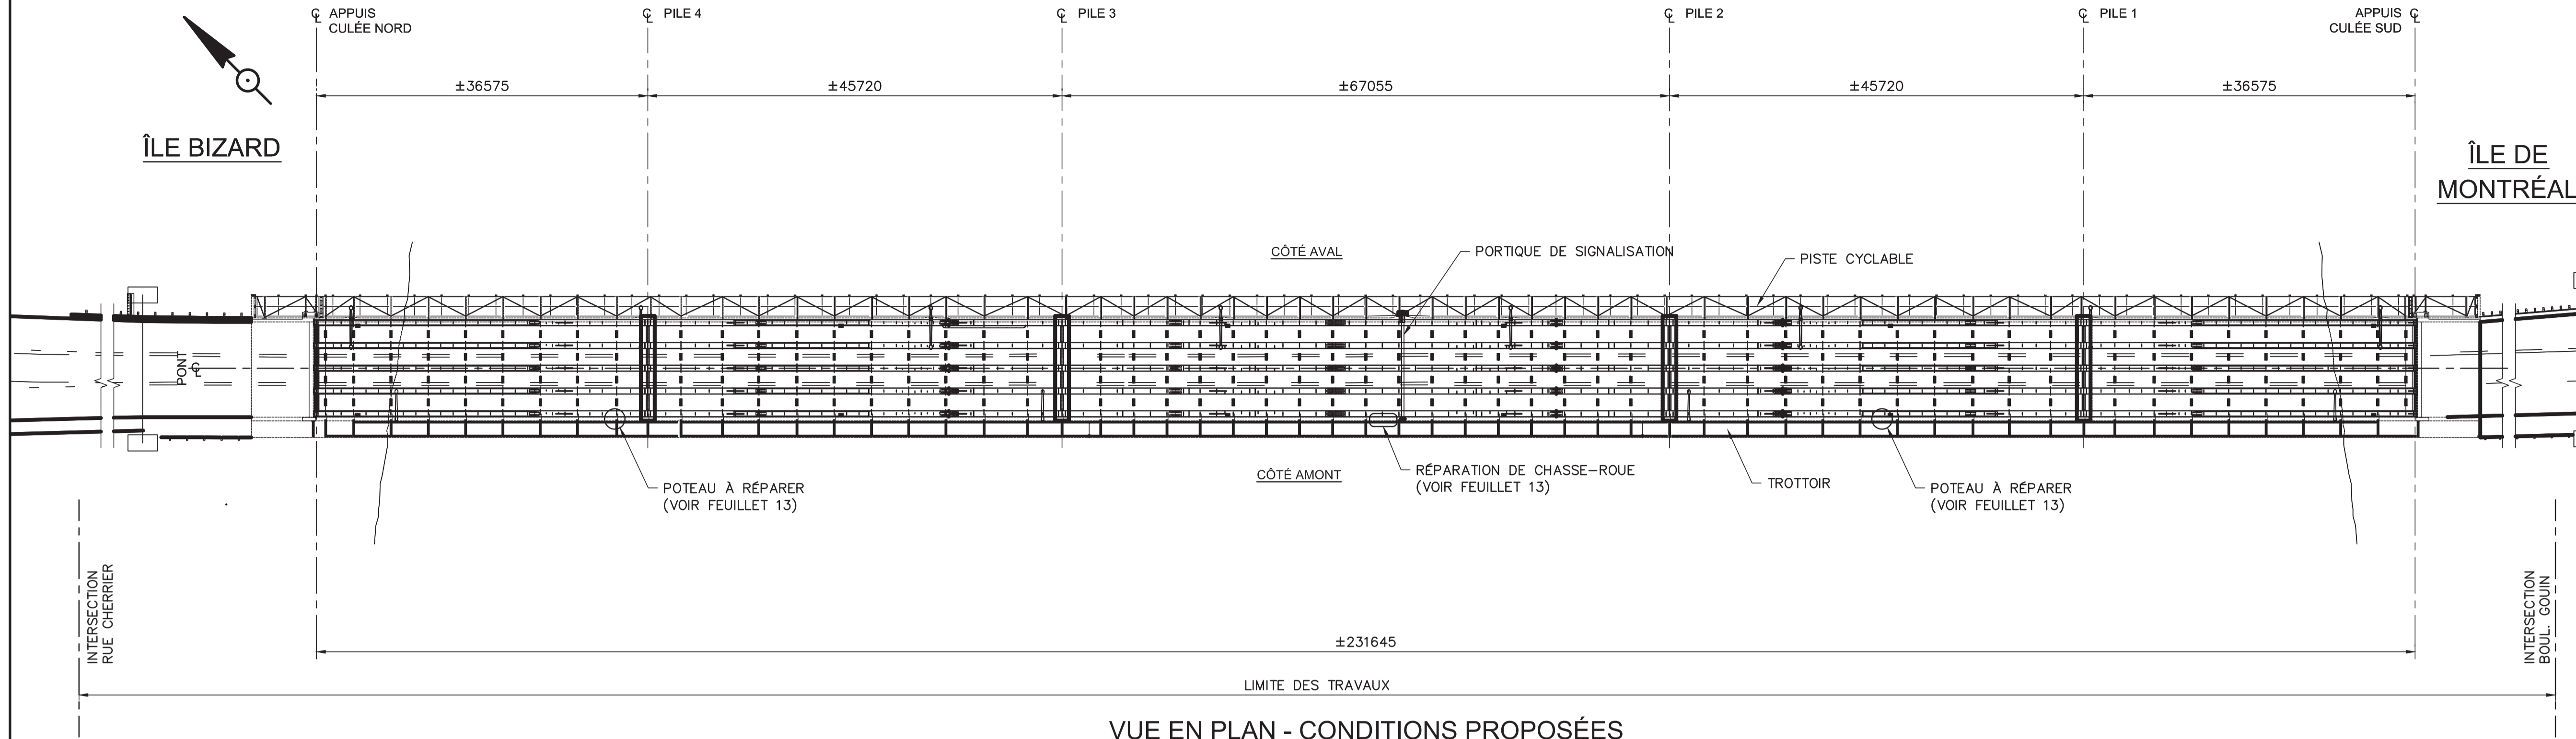 ℄ APPUIS
CULÉE NORD
℄ PILE 4
℄ PILE 3
℄ PILE 2
℄ PILE 1
APPUIS ℄
CULÉE SUD
±36575
±45720
±67055
±45720
±36575
ÎLE BIZARD
ÎLE DE
MONTRÉAL
CÔTÉ AVAL
PORTIQUE DE SIGNALISATION
PISTE CYCLABLE
PONT ℄
CÔTÉ AMONT
POTEAU À RÉPARER
(VOIR FEUILLET 13)
RÉPARATION DE CHASSE-ROUE
(VOIR FEUILLET 13)
TROTTOIR
POTEAU À RÉPARER
(VOIR FEUILLET 13)
INTERSECTION
RUE CHERRIER
INTERSECTION
BOUL. GOUIN
±231645
LIMITE DES TRAVAUX
VUE EN PLAN - CONDITIONS PROPOSÉES